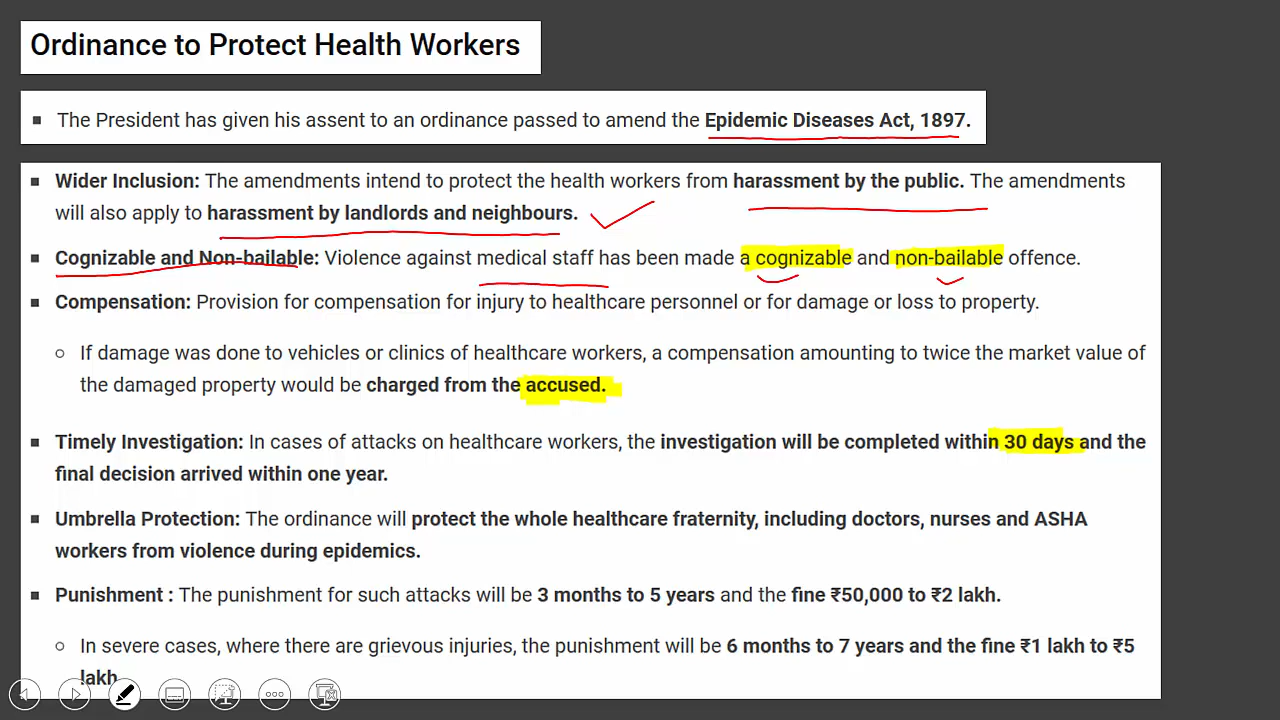 Ordinance to Protect Health Workers
▪ The President has given his assent to an ordinance passed to amend the Epidemic Diseases Act, 1897.
▪ Wider Inclusion: The amendments intend to protect the health workers from harassment by the public. The amendments
will also apply to harassment by landlords and neighbours.
▪ Cognizable and Non-bailable: Violence against medical staff has been made a cognizable and non-bailable offence.
▪ Compensation: Provision for compensation for injury to healthcare personnel or for damage or loss to property.
○ If damage was done to vehicles or clinics of healthcare workers, a compensation amounting to twice the market value of
the damaged property would be charged from the accused.
▪ Timely Investigation: In cases of attacks on healthcare workers, the investigation will be completed within 30 days and the
final decision arrived within one year.
▪ Umbrella Protection: The ordinance will protect the whole healthcare fraternity, including doctors, nurses and ASHA
workers from violence during epidemics.
▪ Punishment : The punishment for such attacks will be 3 months to 5 years and the fine ₹50,000 to ₹2 lakh.
○ In severe cases, where there are grievous injuries, the punishment will be 6 months to 7 years and the fine ₹1 lakh to ₹5
lakh